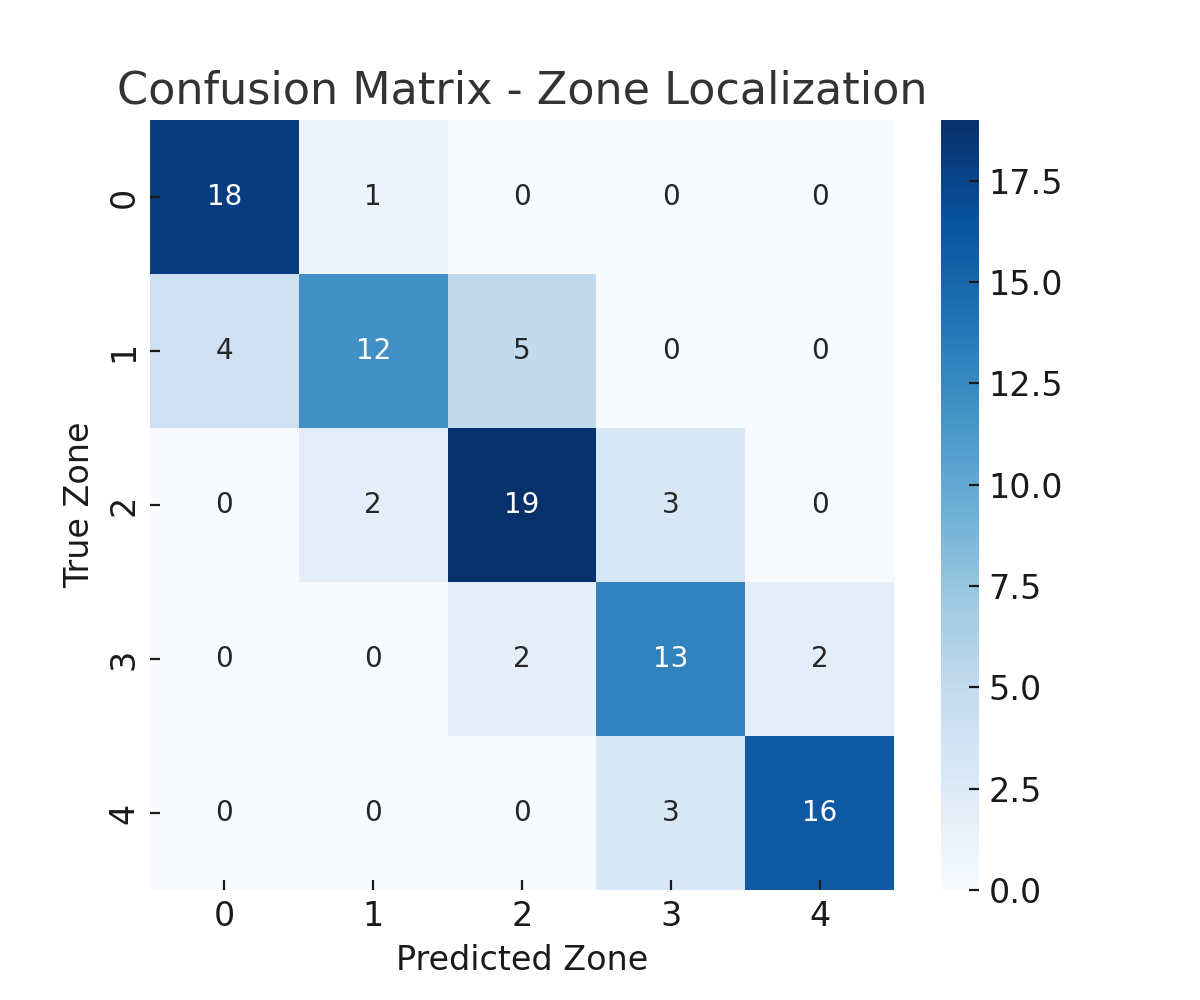 Confusion Matrix - Zone Localization
0 18 1 0 0 0 17.5
15.0
1 4 12 5 0 0
12.5
True Zone
2 0 2 19 3 0 10.0
7.5
3 0 0 2 13 2
5.0
4 0 0 0 3 16 2.5
0.0
0 1 2 3 4
Predicted Zone